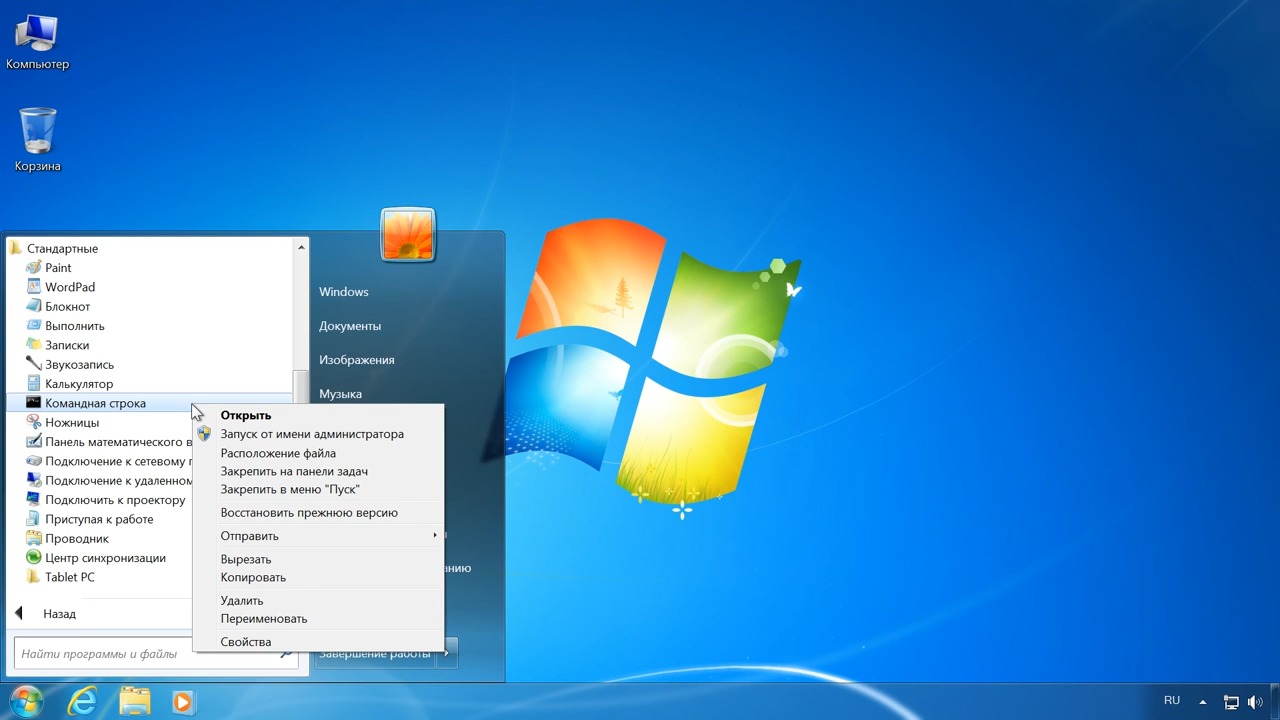 Компьютер
Корзина
Стандартные
Paint
WordPad
Блокнот
Выполнить
Записки
Звукозапись
Калькулятор
Командная строка
Ножницы
Панель математического в
Подключение к сетевому
Подключение к удаленном
Подключить к проектору
Приступая к работе
Проводник
Центр синхронизации
Tablet PC
Назад
Найти программы и файлы
Windows
Документы
Изображения
Музыка
анию
Завершение работы
Открыть
Запуск от имени администратора
Расположение файла
Закрепить на панели задач
Закрепить в меню "Пуск"
Восстановить прежнюю версию
Отправить
Вырезать
Копировать
Удалить
Переименовать
Свойства
RU